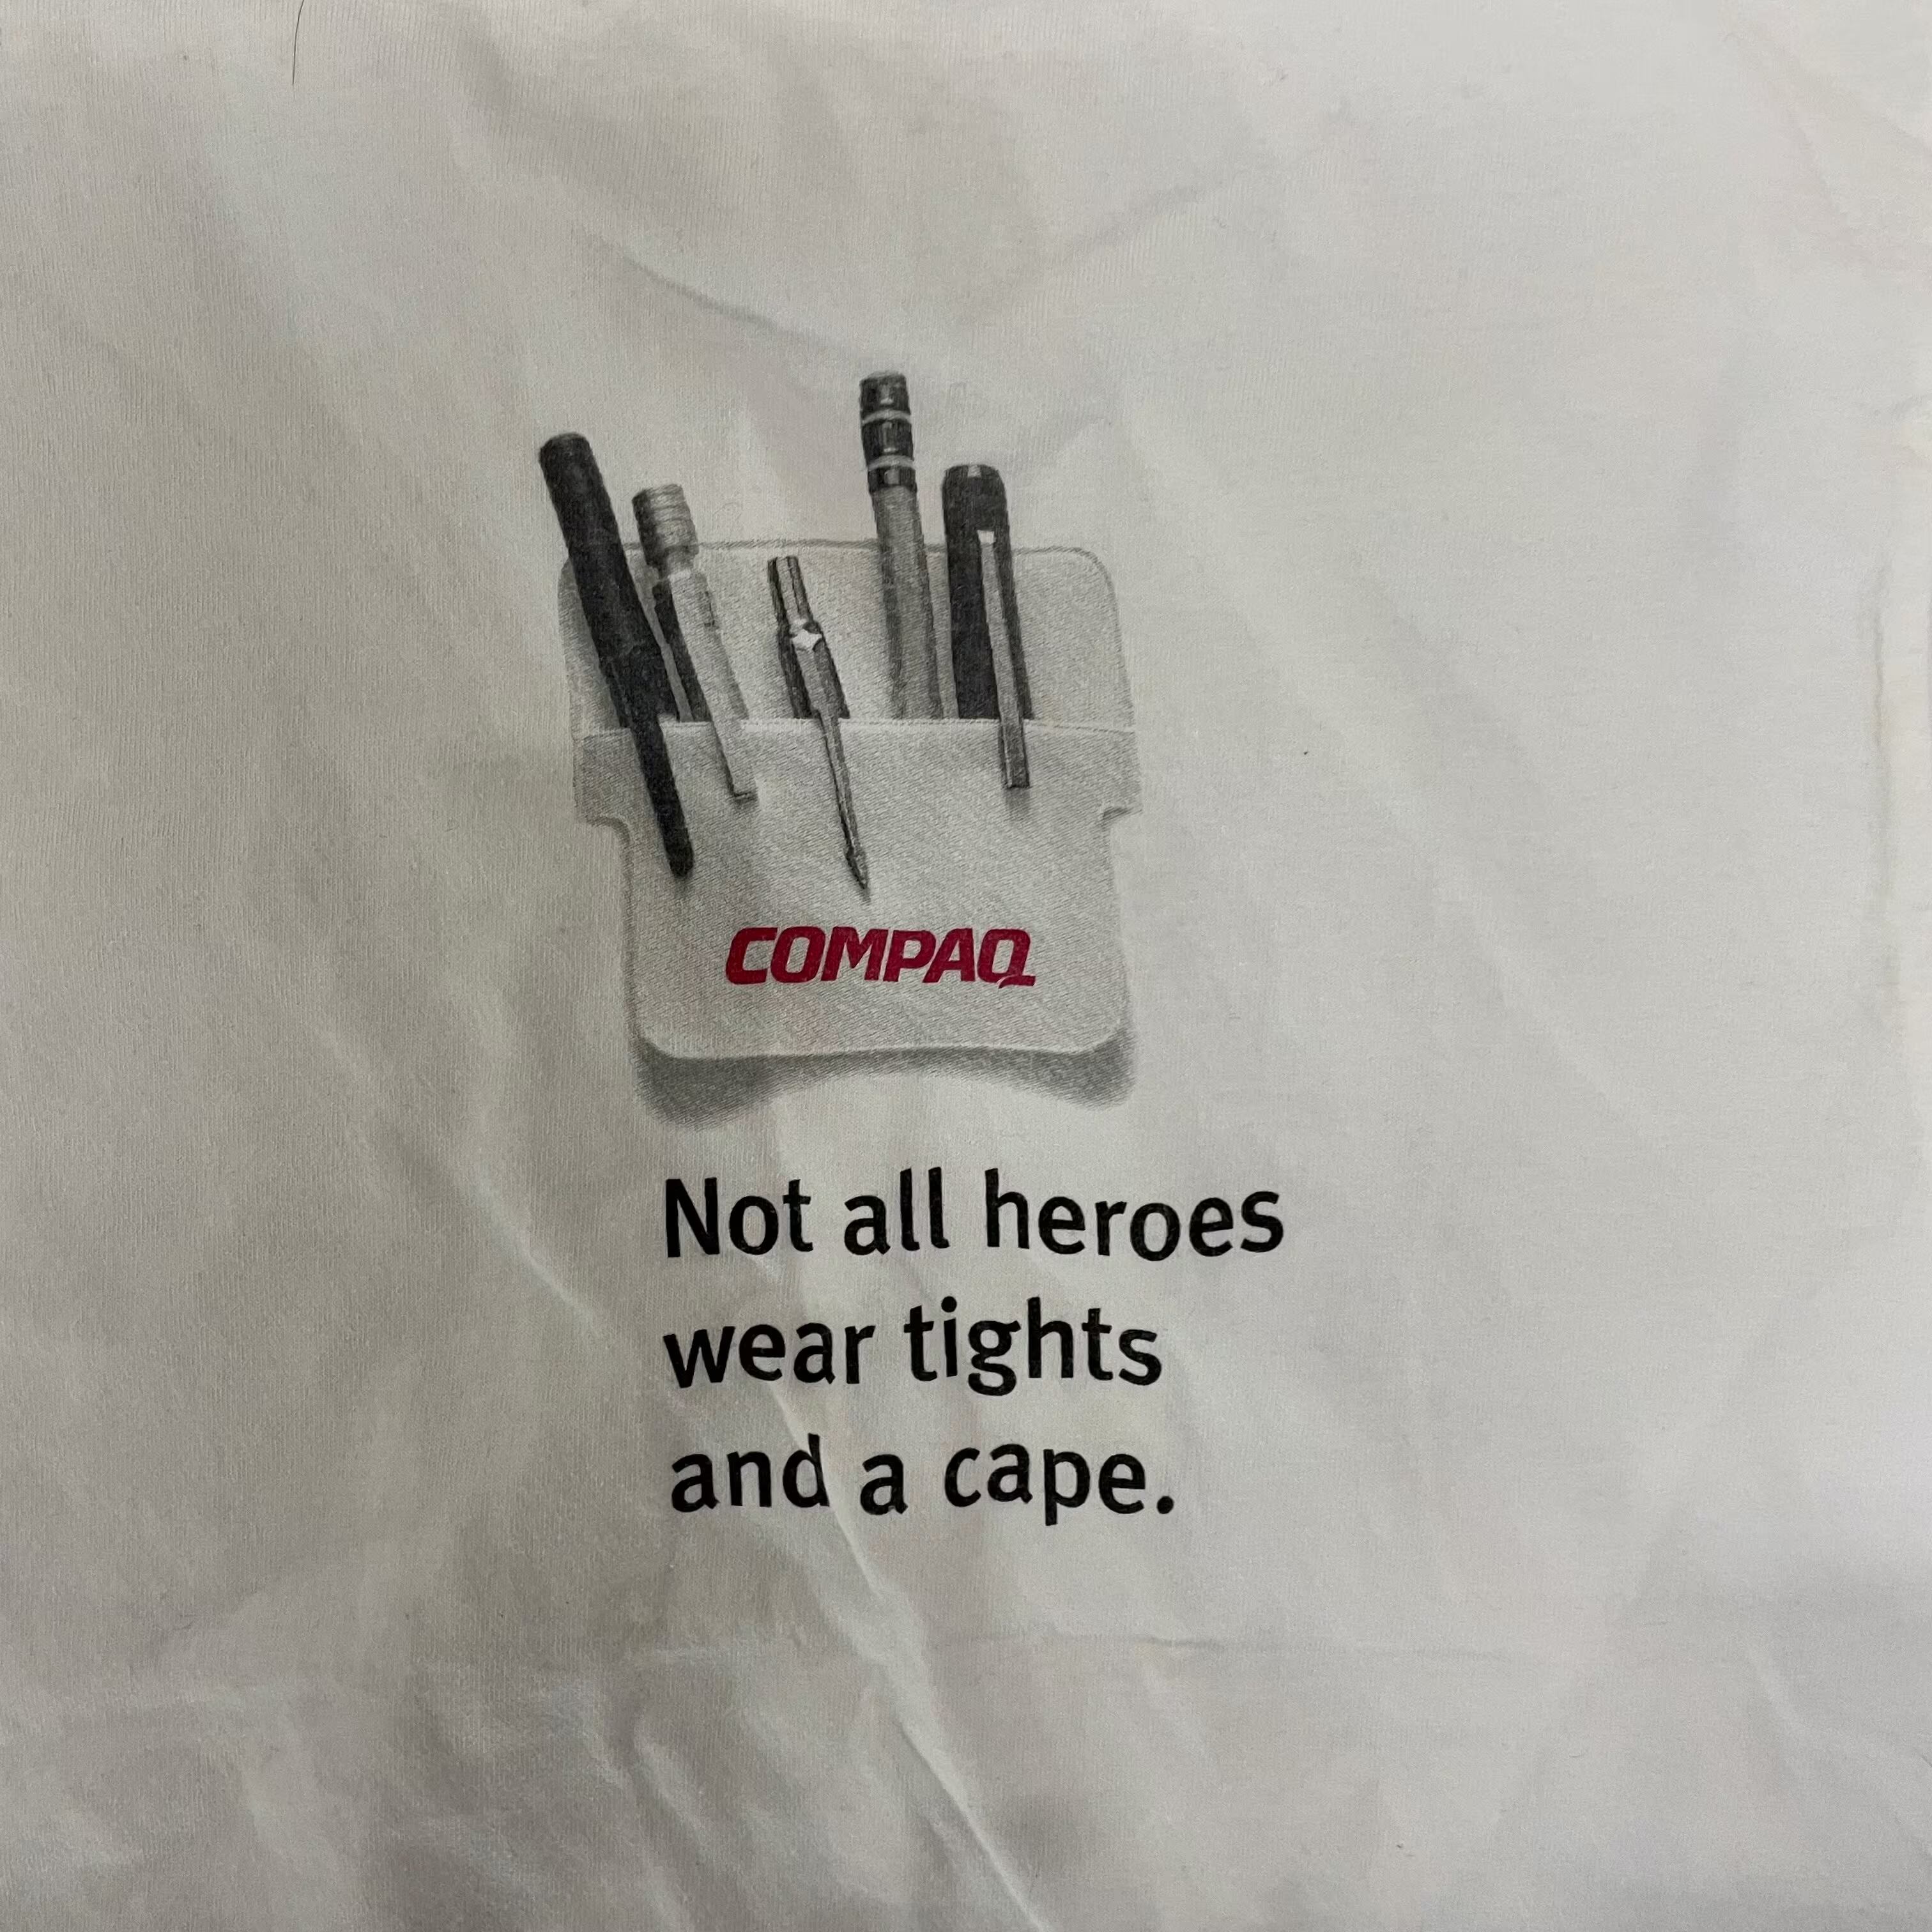 COMPAQ
Not all heroes
wear tights
and a cape.